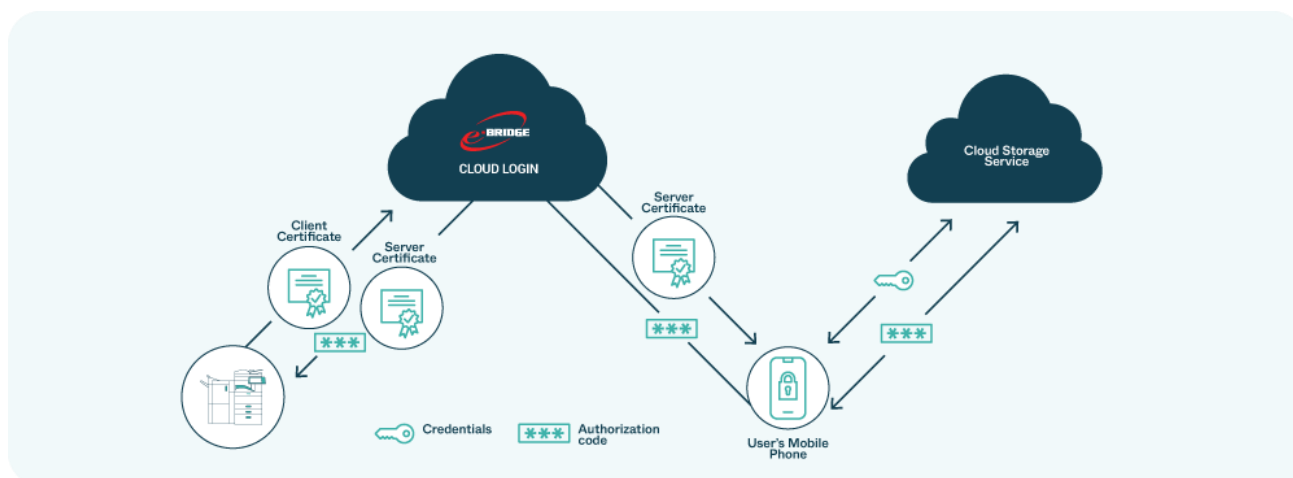 e-BRIDGE
CLOUD LOGIN
Cloud Storage
Service
Server
Certificate
Client
Certificate
Server
Certificate
***
***
***
Credentials
***
Authorization
code
User's Mobile
Phone